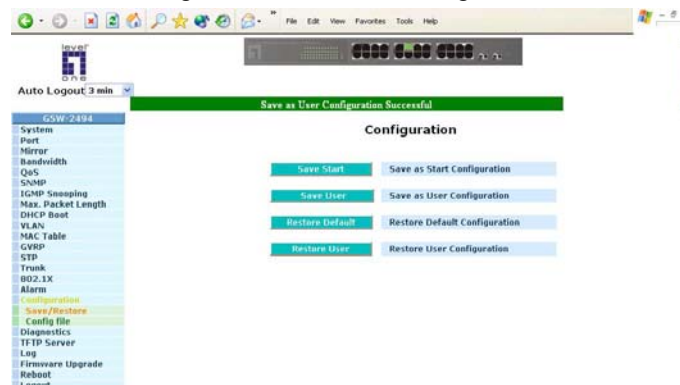 File Edit View Favorites Tools Help
level
one
Auto Logout 3 min
Save as User Configuration Successful
GSW-2494
System
Port
Mirror
Bandwidth
QoS
SNMP
IGMP Snooping
Max. Packet Length
DHCP Boot
VLAN
MAC Table
GVRP
STP
Trunk
802.1X
Alarm
Configuration
Save/Restore
Config file
Diagnostics
TFTP Server
Log
Firmware Upgrade
Reboot
Logout
Configuration
Save Start Save as Start Configuration
Save User Save as User Configuration
Restore Default Restore Default Configuration
Restore User Restore User Configuration